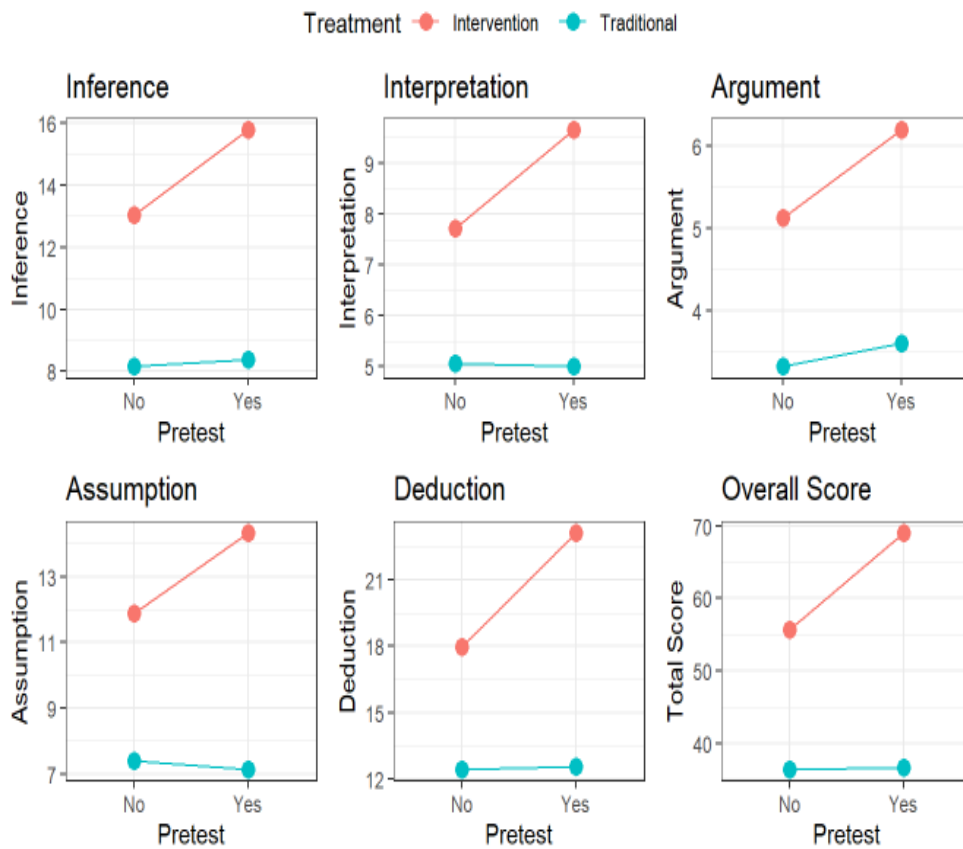 Treatment Intervention Traditional
Inference Interpretation Argument
Inference
16
14
12
10
8
No Yes
Pretest
Interpretation
9
8
7
6
5
No Yes
Pretest
Argument
6
5
4
No Yes
Pretest
Assumption Deduction Overall Score
Assumption
13
11
9
7
No Yes
Pretest
Deduction
21
18
15
12
No Yes
Pretest
Total Score
70
60
50
40
No Yes
Pretest